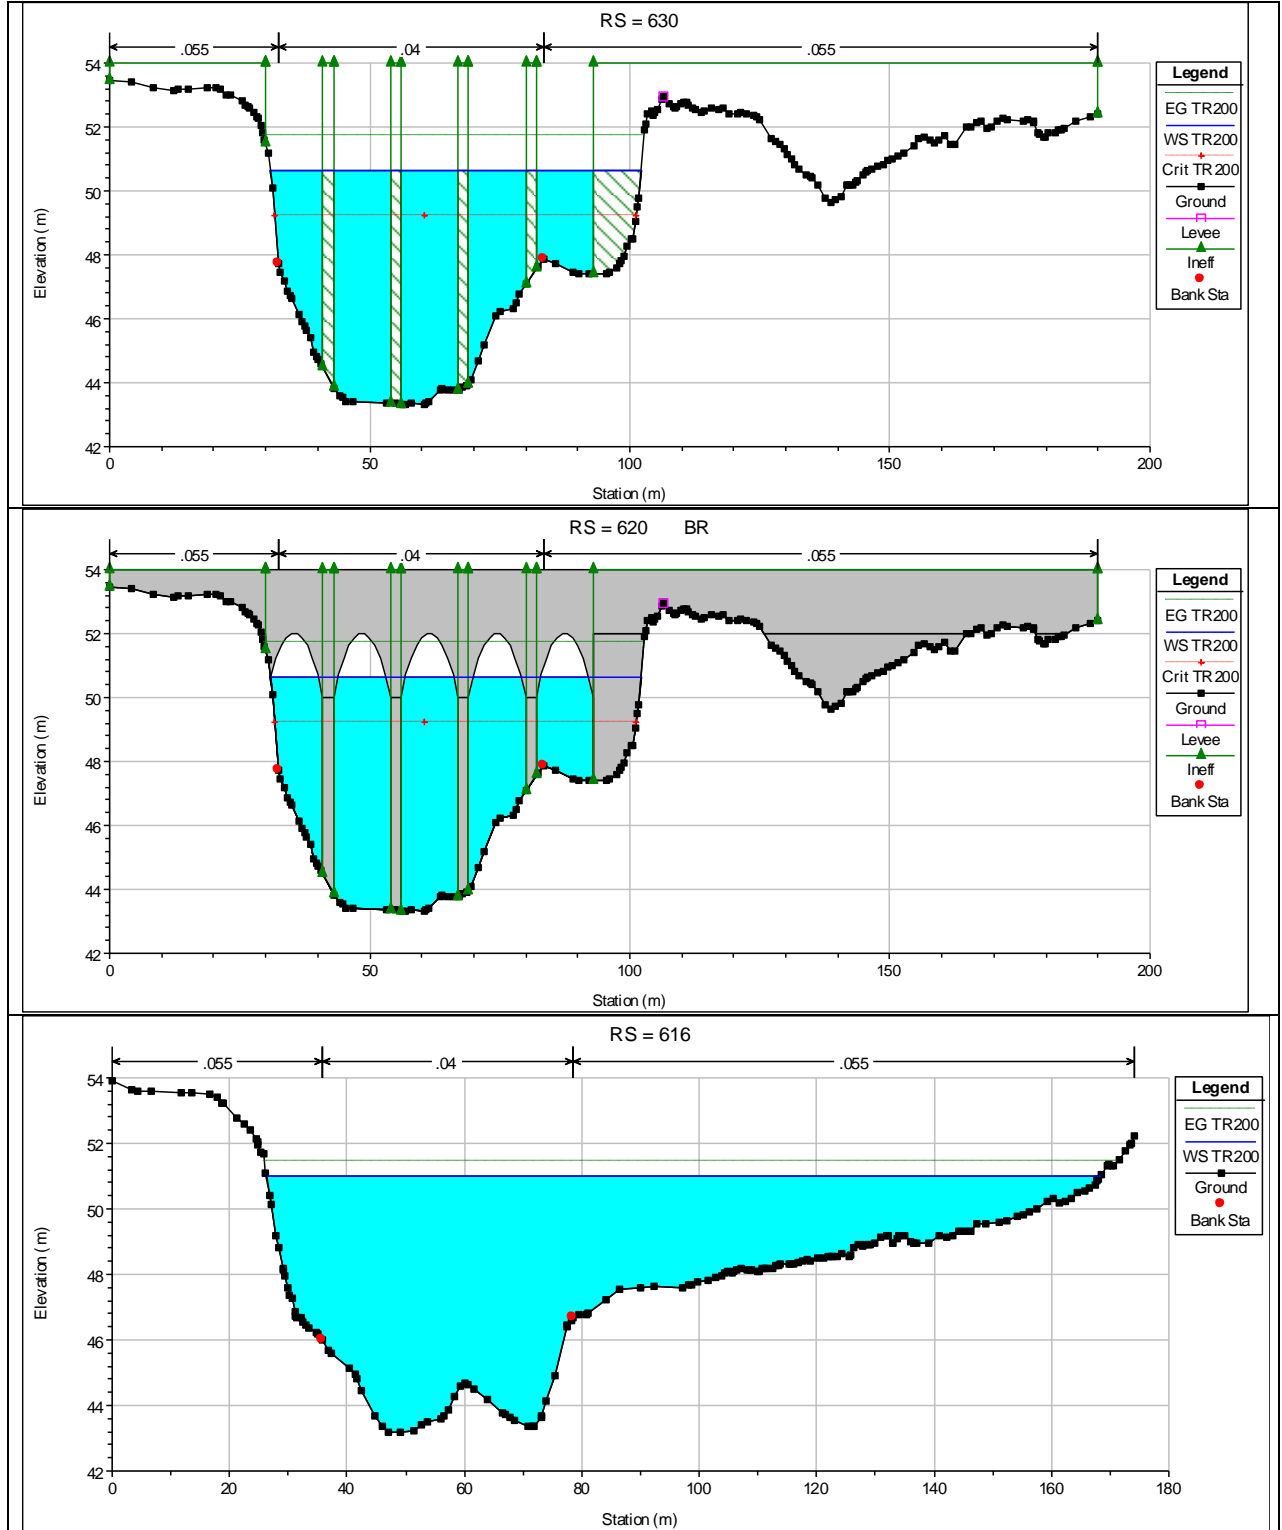 RS = 630
.055
.04
.055
54
52
50
48
46
44
42
0
50
100
150
200
Elevation (m)
Station (m)
Legend
EG TR200
WS TR200
Crit TR200
Ground
Levee
Ineff
Bank Sta
RS = 620 BR
.055
.04
.055
54
52
50
48
46
44
42
0
50
100
150
200
Elevation (m)
Station (m)
Legend
EG TR200
WS TR200
Crit TR200
Ground
Levee
Ineff
Bank Sta
RS = 616
.055
.04
.055
54
52
50
48
46
44
42
0
20
40
60
80
100
120
140
160
180
Elevation (m)
Station (m)
Legend
EG TR200
WS TR200
Ground
Bank Sta